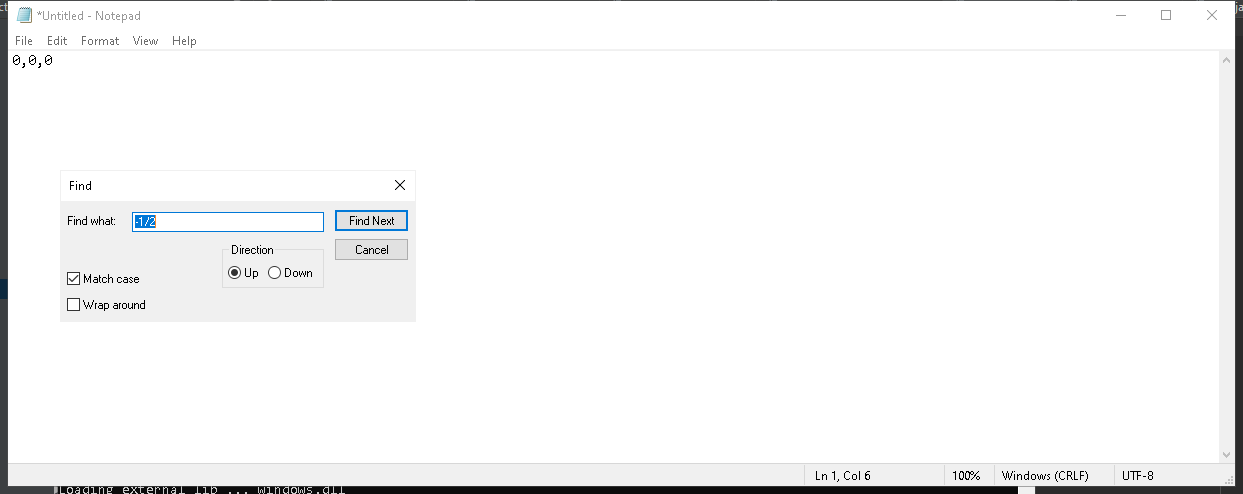 *Untitled - Notepad
File Edit Format View Help
0,0,0
Find
Find what: -1/2 Find Next
Direction Cancel
Up Down
Match case
Wrap around
Ln 1, Col 6 100% Windows (CRLF) UTF-8
Loading external lib ... windows.dll